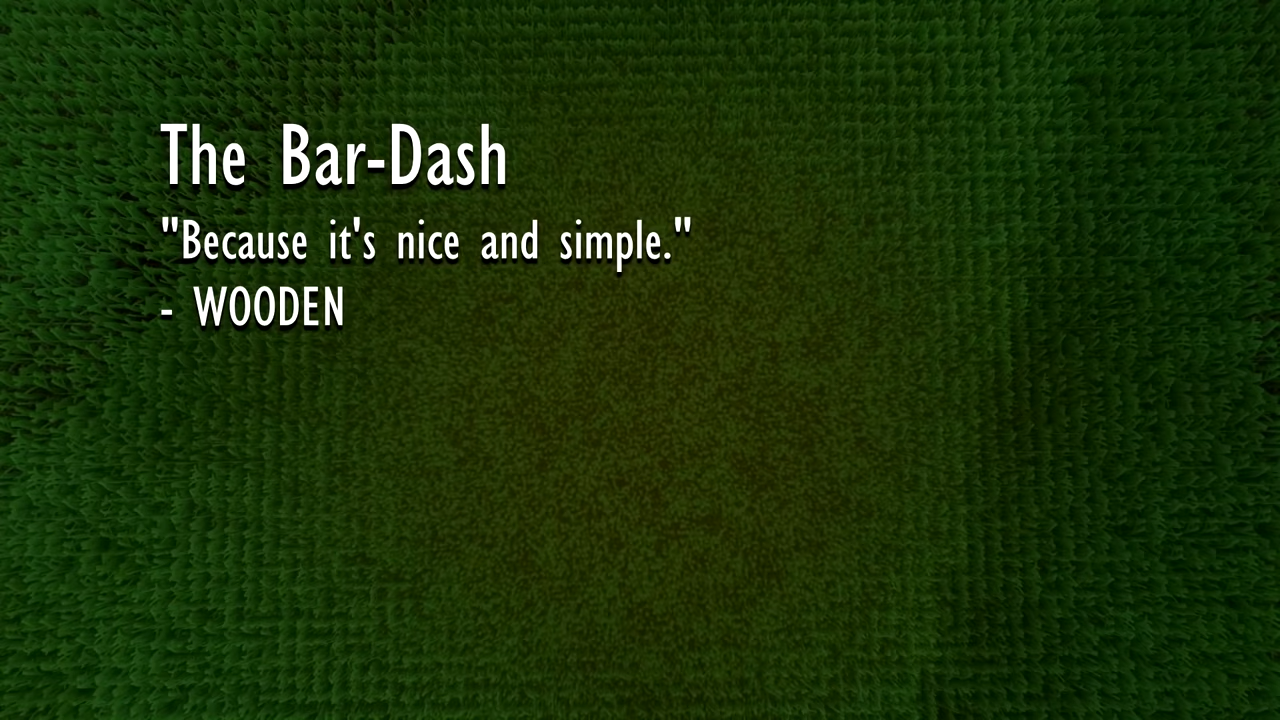 The Bar-Dash
"Because it's nice and simple."
- WOODEN